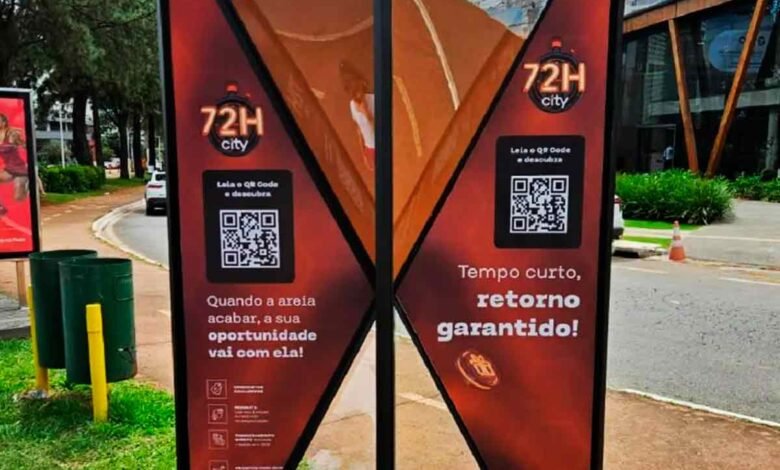 72H
city
Leia o QR Code
e descubra
Quando a areia
acabar, a sua
oportunidade
vai com ela!
72H
city
Leia o QR Code
e descubra
Tempo curto,
retorno
garantido!